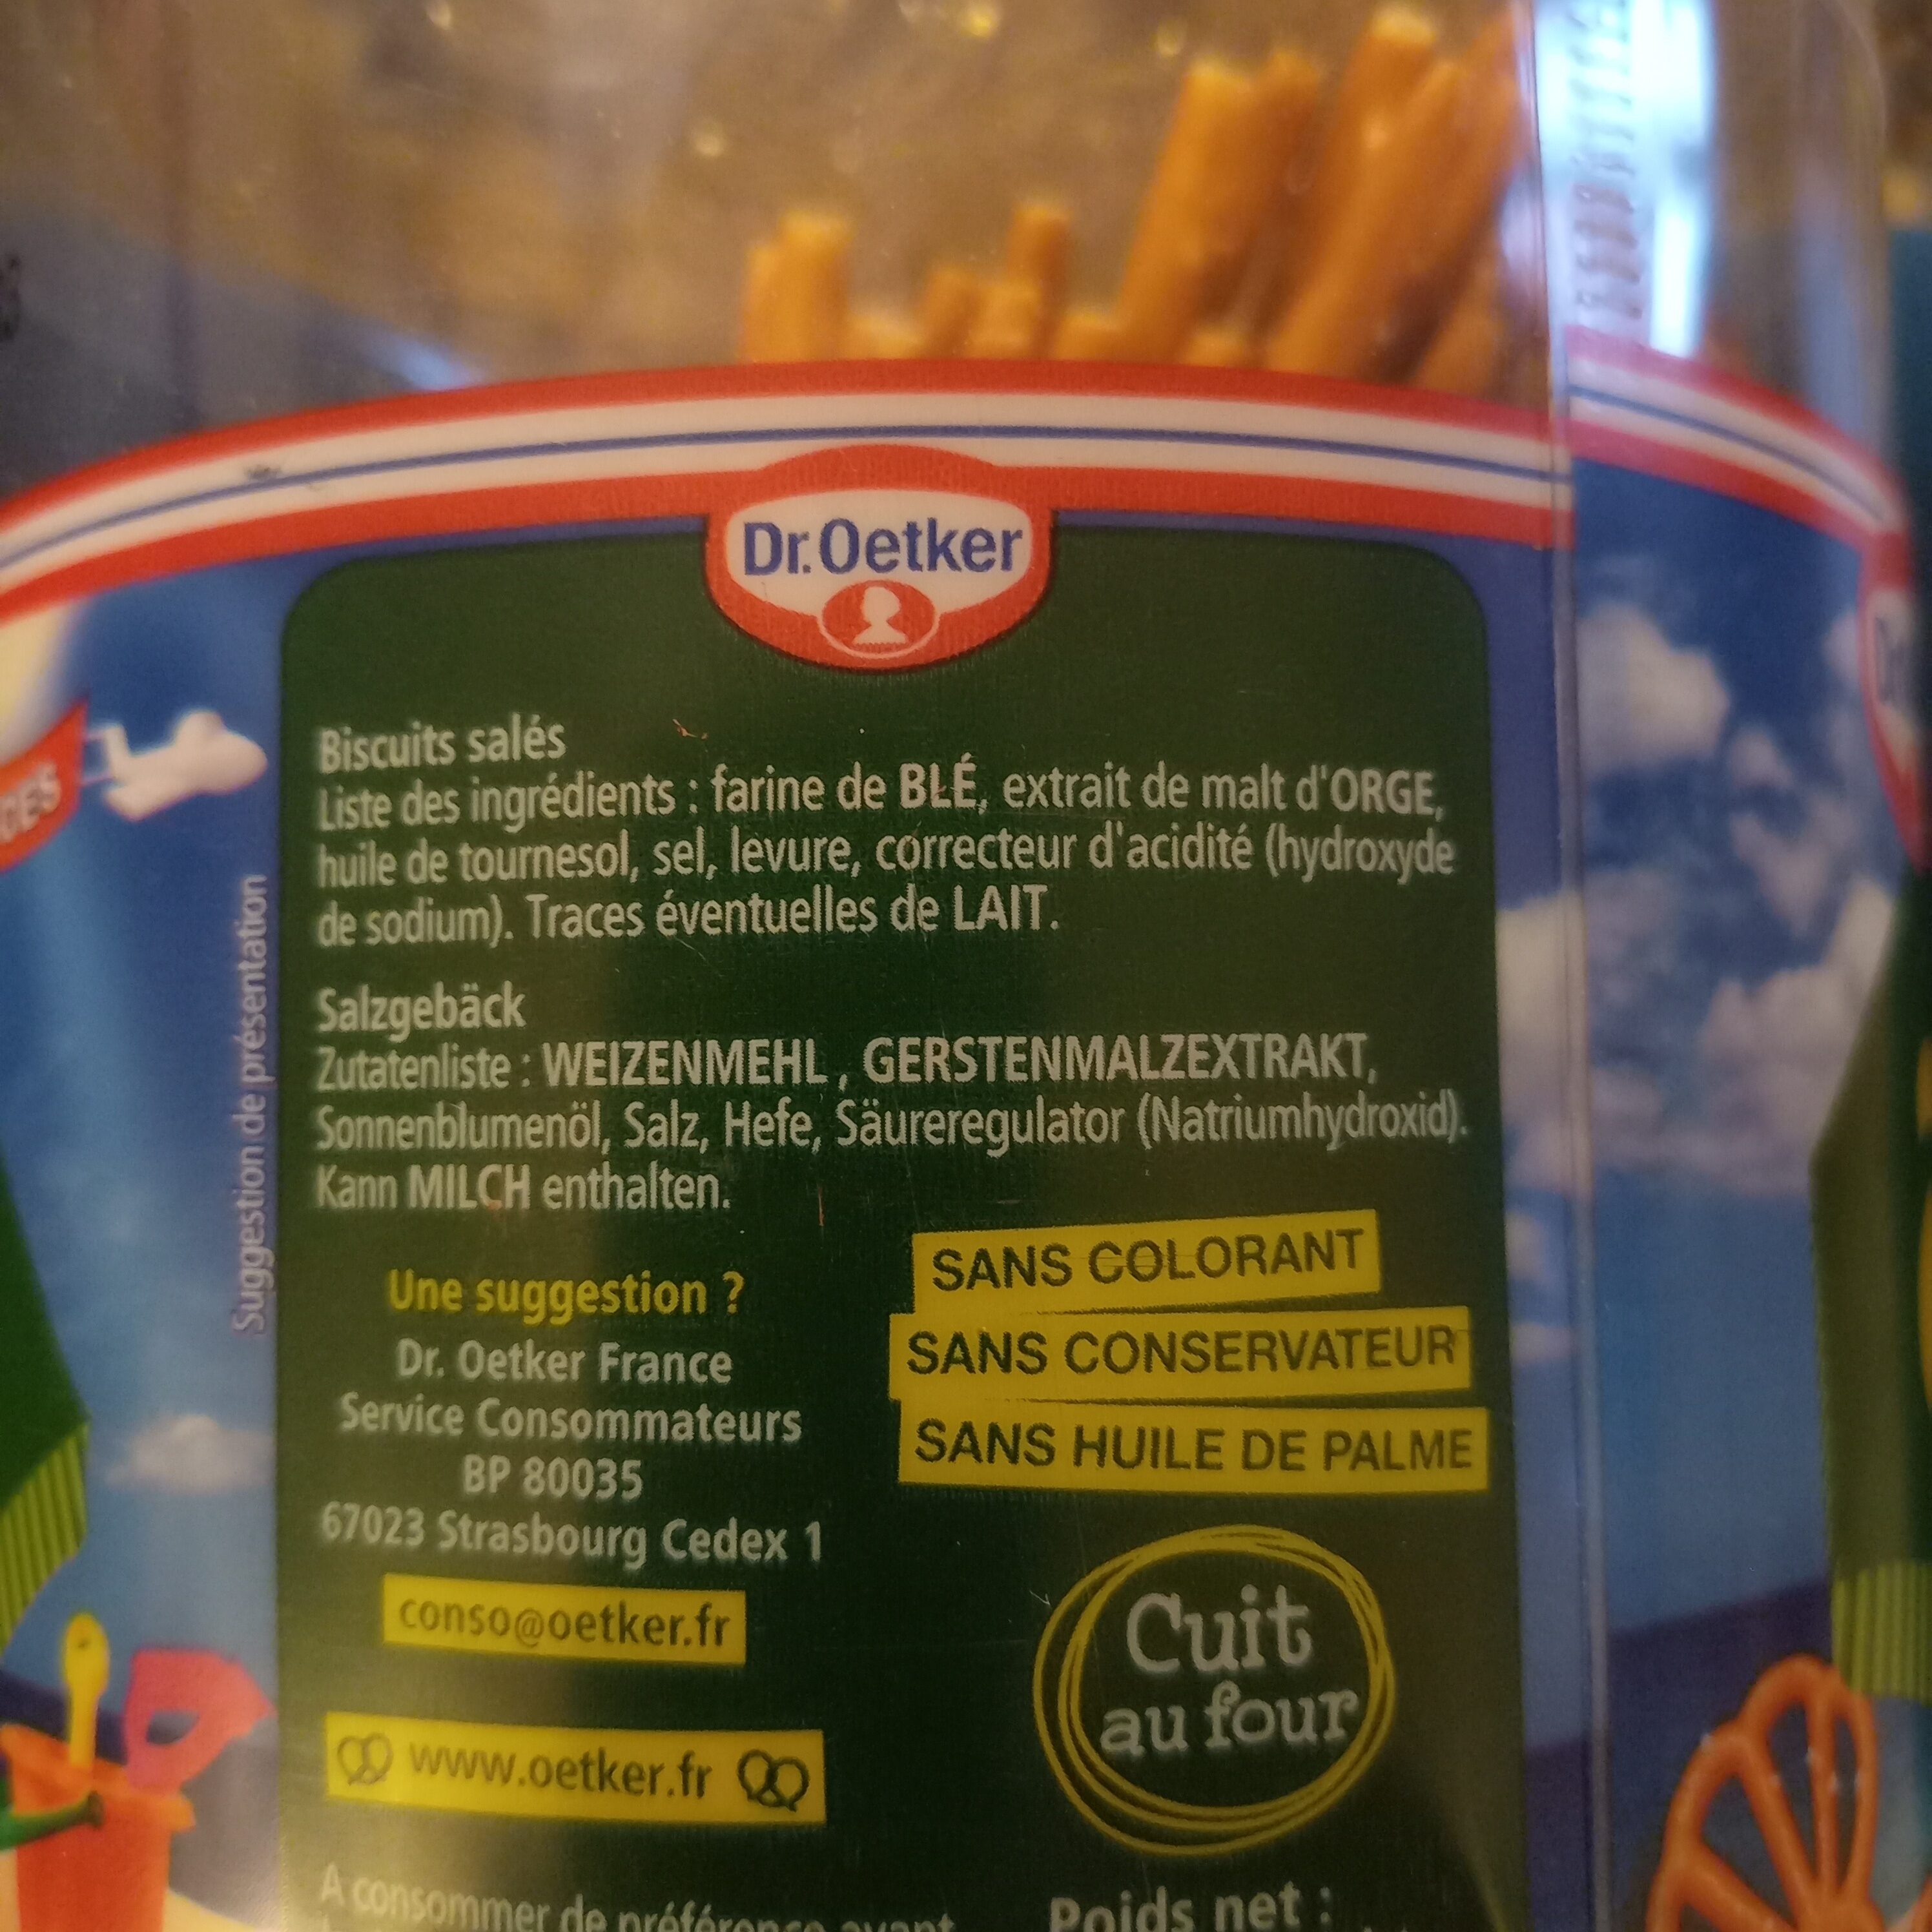 Dr.Oetker
Biscuits salés
Liste des ingrédients : farine de BLÉ, extrait de malt d'ORGE,
huile de tournesol, sel, levure, correcteur d'acidité (hydroxyde
de sodium). Traces éventuelles de LAIT.
Salzgebäck
Zutatenliste : WEIZENMEHL , GERSTENMALZEXTRAKT,
Sonnenblumenöl, Salz, Hefe, Säureregulator (Natriumhydroxid).
Kann MILCH enthalten.
Suggestion de présentation
Une suggestion ?
Dr. Oetker France
Service Consommateurs
BP 80035
67023 Strasbourg Cedex 1
conso@oetker.fr
www.oetker.fr
SANS COLORANT
SANS CONSERVATEUR
SANS HUILE DE PALME
Cuit
au four
A consommer de préférence avant
Poids net :